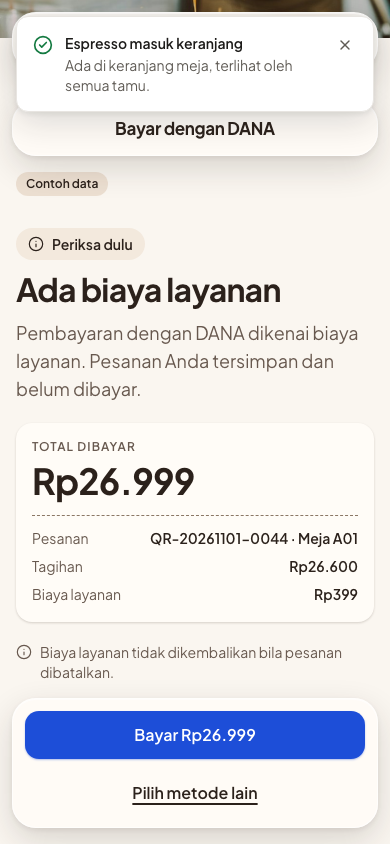 Espresso masuk keranjang
Ada di keranjang meja, terlihat oleh
semua tamu.
Bayar dengan DANA
Contoh data
Periksa dulu
Ada biaya layanan
Pembayaran dengan DANA dikenai biaya
layanan. Pesanan Anda tersimpan dan
belum dibayar.
TOTAL DIBAYAR
Rp26.999
Pesanan QR-20261101-0044 · Meja A01
Tagihan Rp26.600
Biaya layanan Rp399
Biaya layanan tidak dikembalikan bila pesanan
dibatalkan.
Bayar Rp26.999
Pilih metode lain